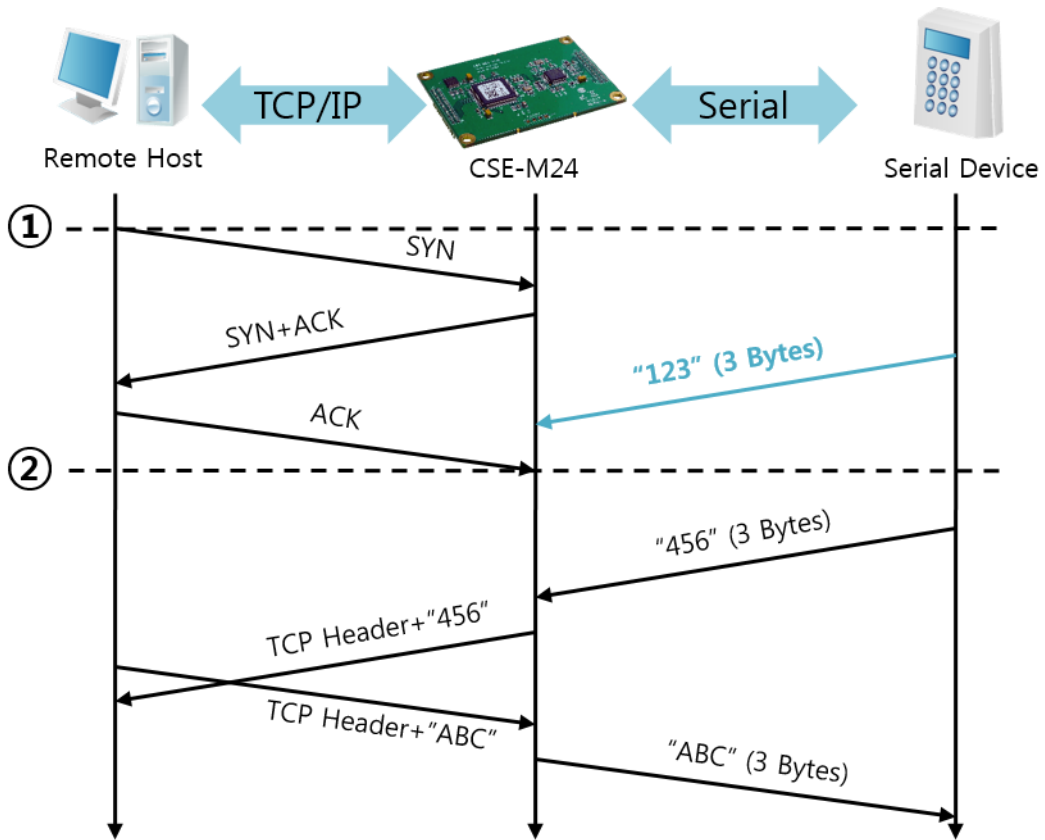 TCP/IP
Serial
Remote Host
CSE-M24
Serial Device
①
SYN
SYN+ACK
“123” (3 Bytes)
ACK
②
“456” (3 Bytes)
TCP Header+“456”
TCP Header+“ABC”
“ABC” (3 Bytes)